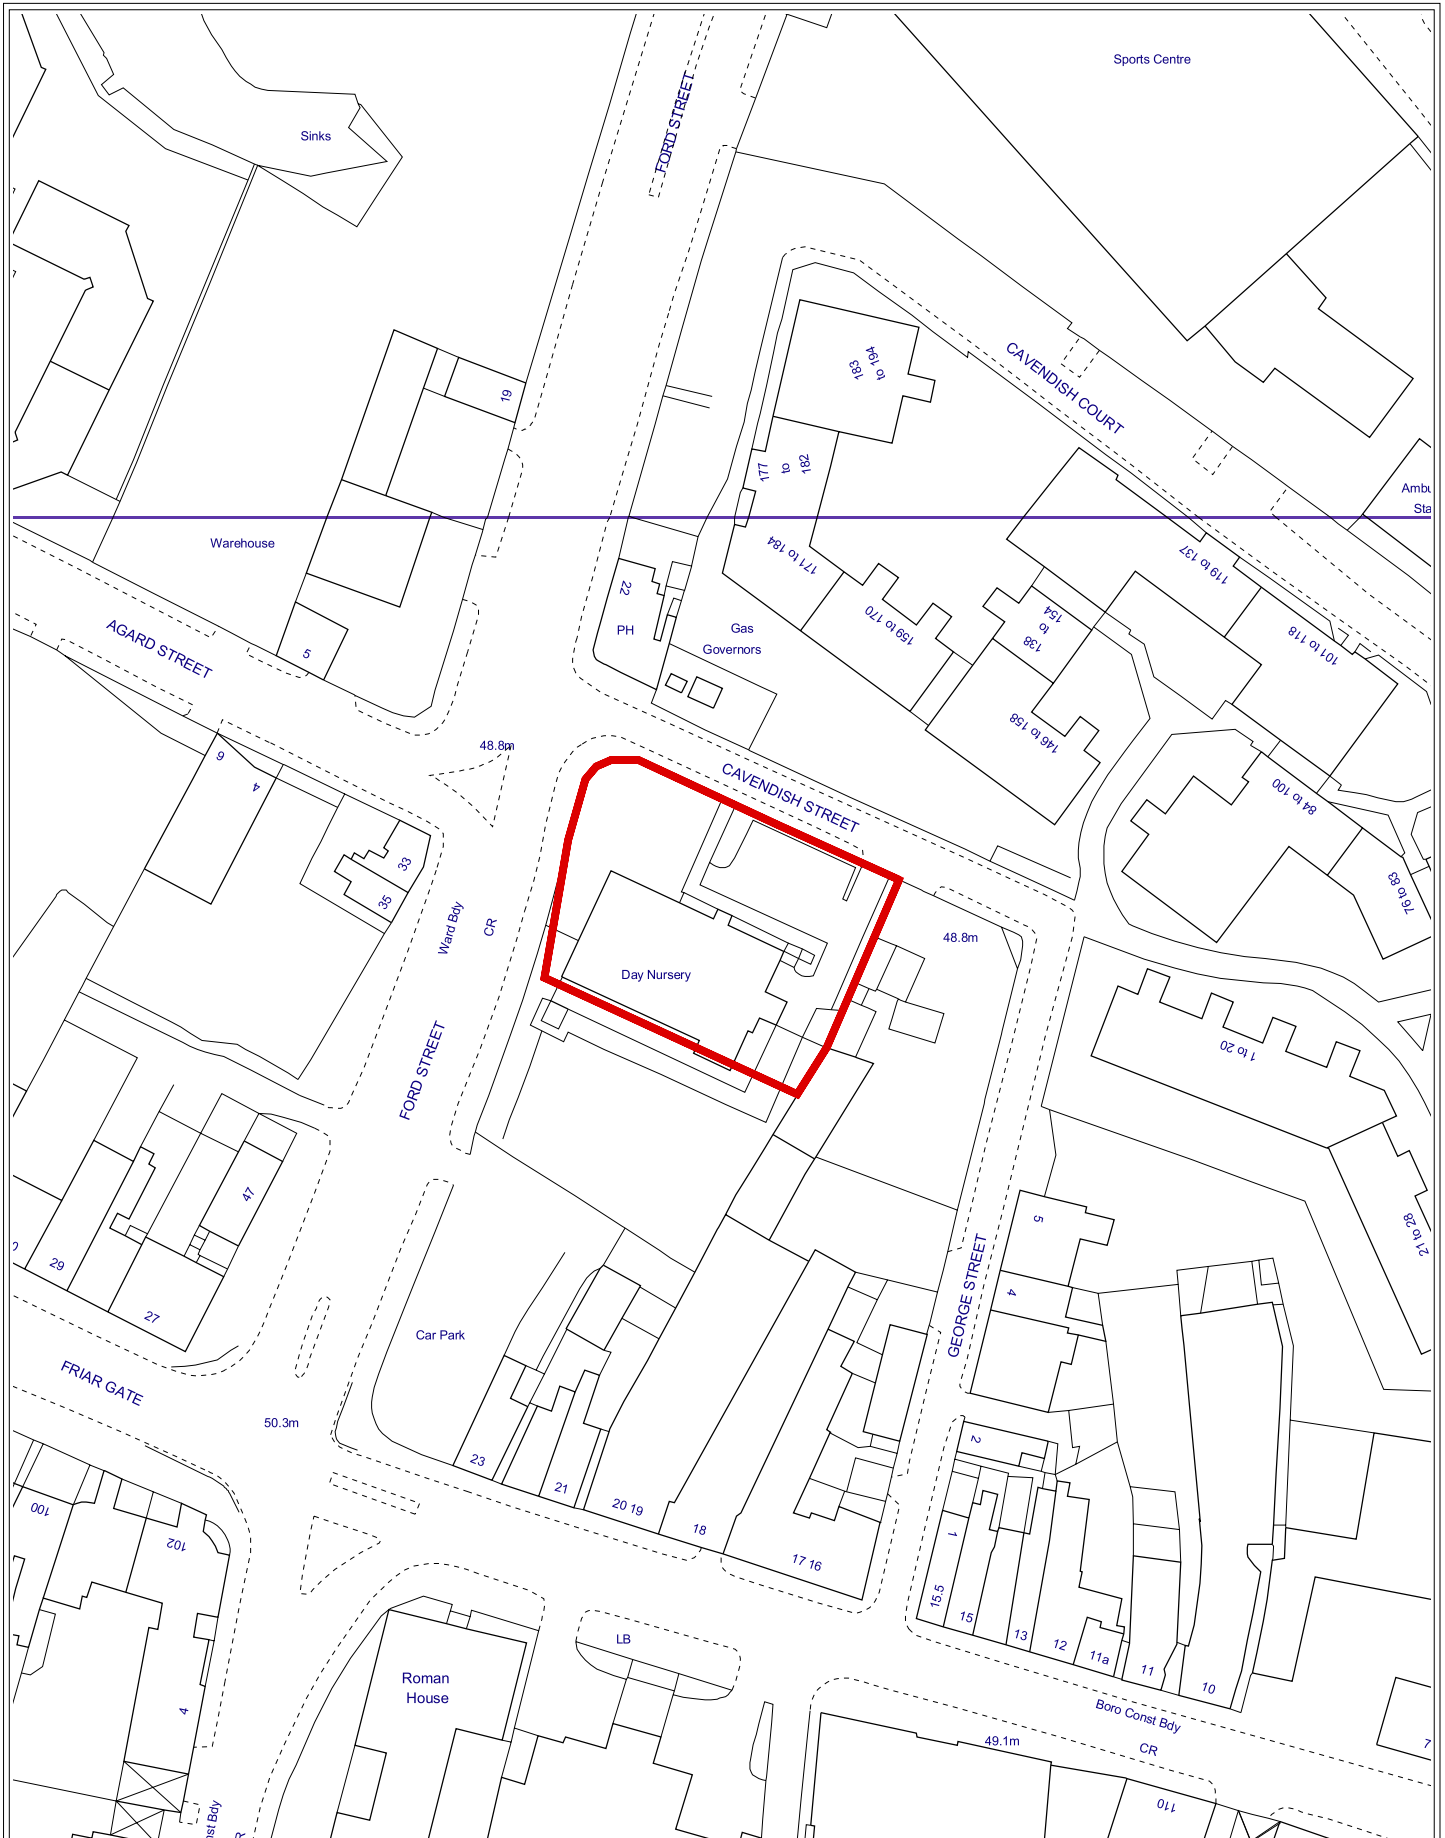 Sports Centre
FORD STREET
Sinks
CAVENDISH COURT
183
to 194
19
177
to
182
Warehouse
171 to 184
119 to 137
22
PH
159 to 170
154
to
138
101 to 118
AGARD STREET
5
Gas
Governors
146 to 158
48.8m
6
4
CAVENDISH STREET
84 to 100
33
35
76 to 83
Ward Bdy
CR
48.8m
Day Nursery
FORD STREET
1 to 20
47
5
21 to 28
29
27
GEORGE STREET
4
Car Park
FRIAR GATE
50.3m
2
23
21
20 19
18
17 16
100
102
1
15.5
15
13
12
11a
11
10
LB
Roman
House
4
Boro Const Bdy
CR
49.1m
110